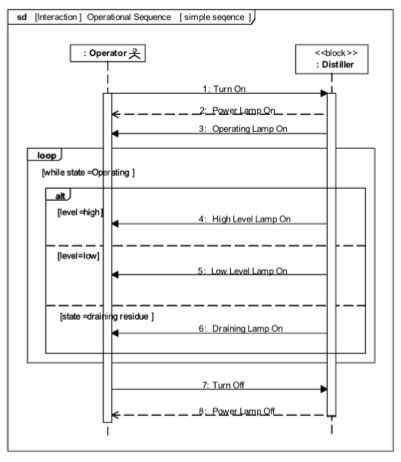 sd [Interaction ] Operational Sequence [ simple seqence ]
: Operator
<<block>>
: Distiller
1: Turn On
2: Power Lamp On
3: Operating Lamp On
loop
[while state =Operating ]
alt
[level=high]
4: High Level Lamp On
[level=low]
5: Low Level Lamp On
[state =draining residue ]
6: Draining Lamp On
7: Turn Off
8: Power Lamp Off